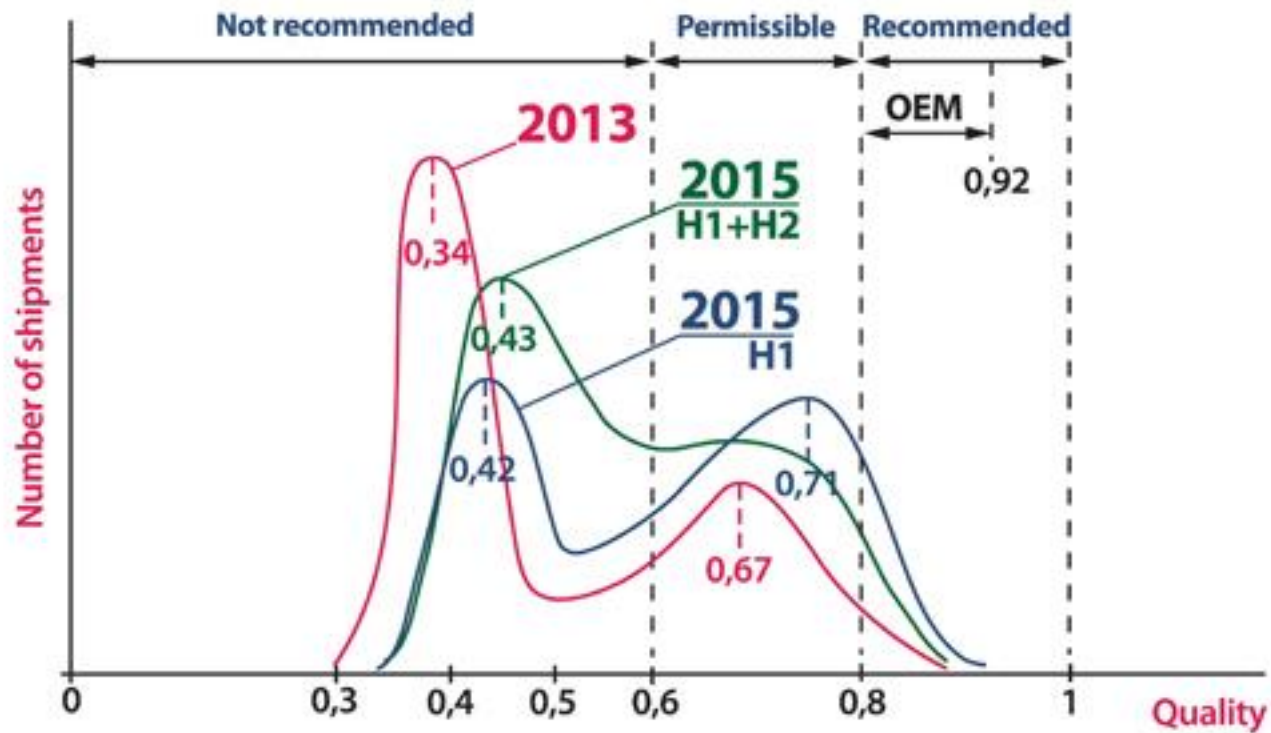 Not recommended
Permissible
Recommended
OEM
0,92
2013
2015
H1+H2
2015
H1
0,34
0,43
0,42
0,71
0,67
Number of shipments
0
0,3
0,4
0,5
0,6
0,8
1
Quality